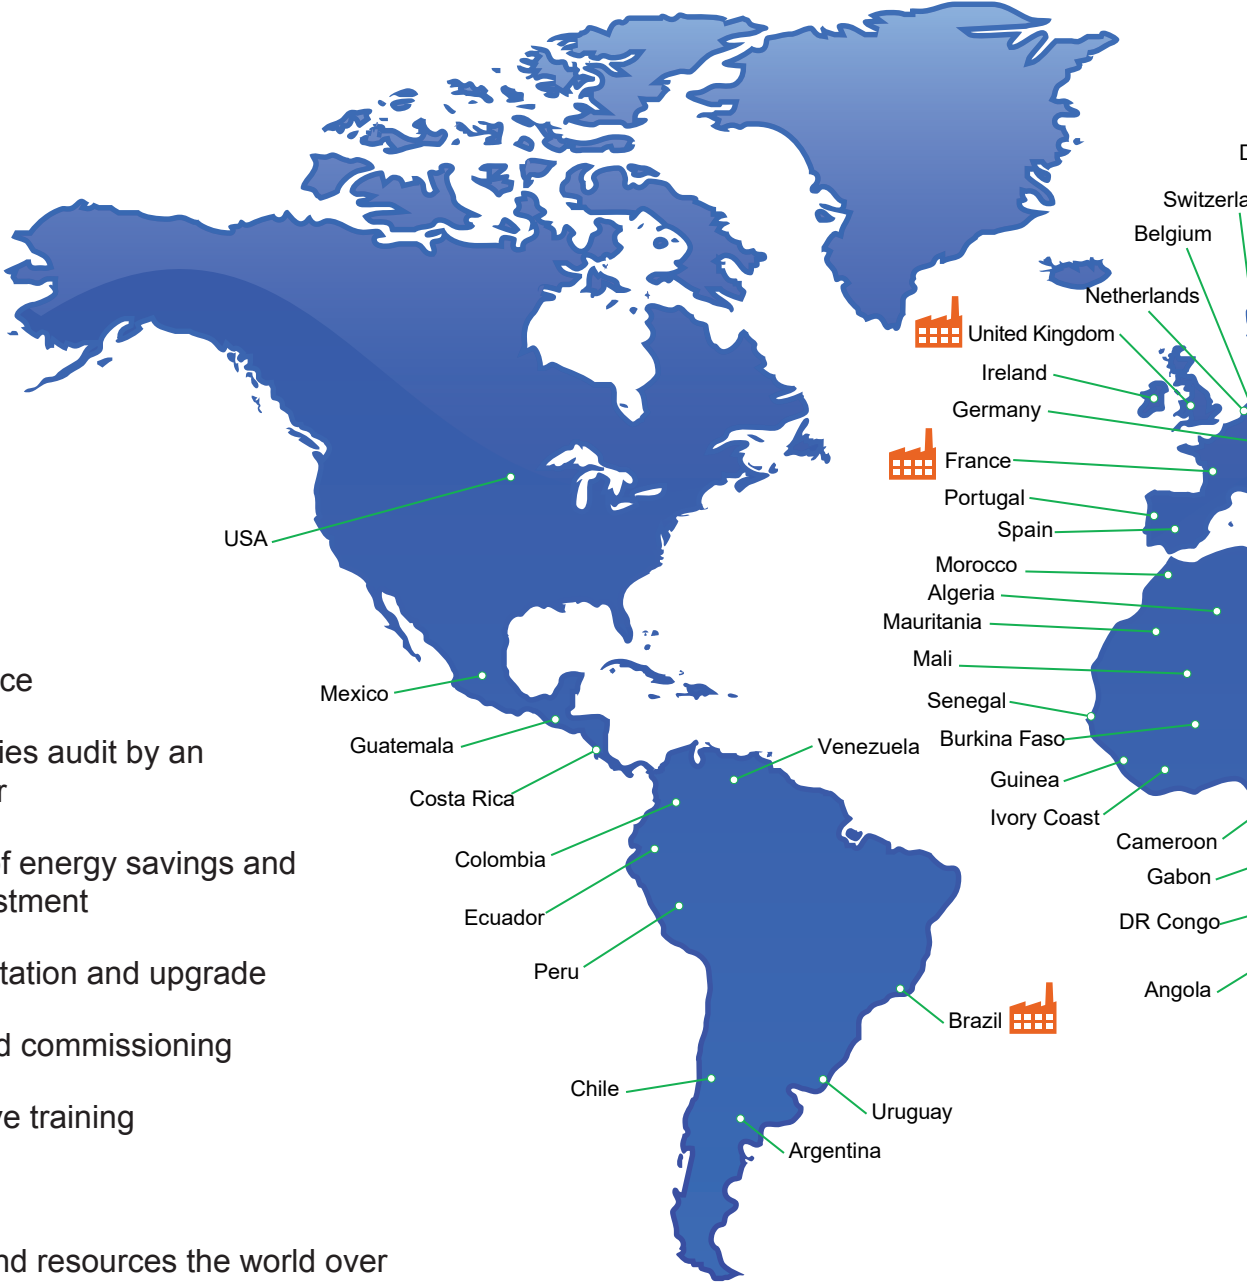 Switzerla
Belgium
Netherlands
United Kingdom
Ireland
Germany
France
Portugal
Spain
Morocco
Algeria
Mauritania
Mali
Senegal
Burkina Faso
Guinea
Ivory Coast
Cameroon
Gabon
DR Congo
Angola
USA
Mexico
Guatemala
Costa Rica
Venezuela
Colombia
Ecuador
Peru
Brazil
Chile
Uruguay
Argentina
ce
ies audit by an
r
of energy savings and
stment
tation and upgrade
d commissioning
ve training
nd resources the world over